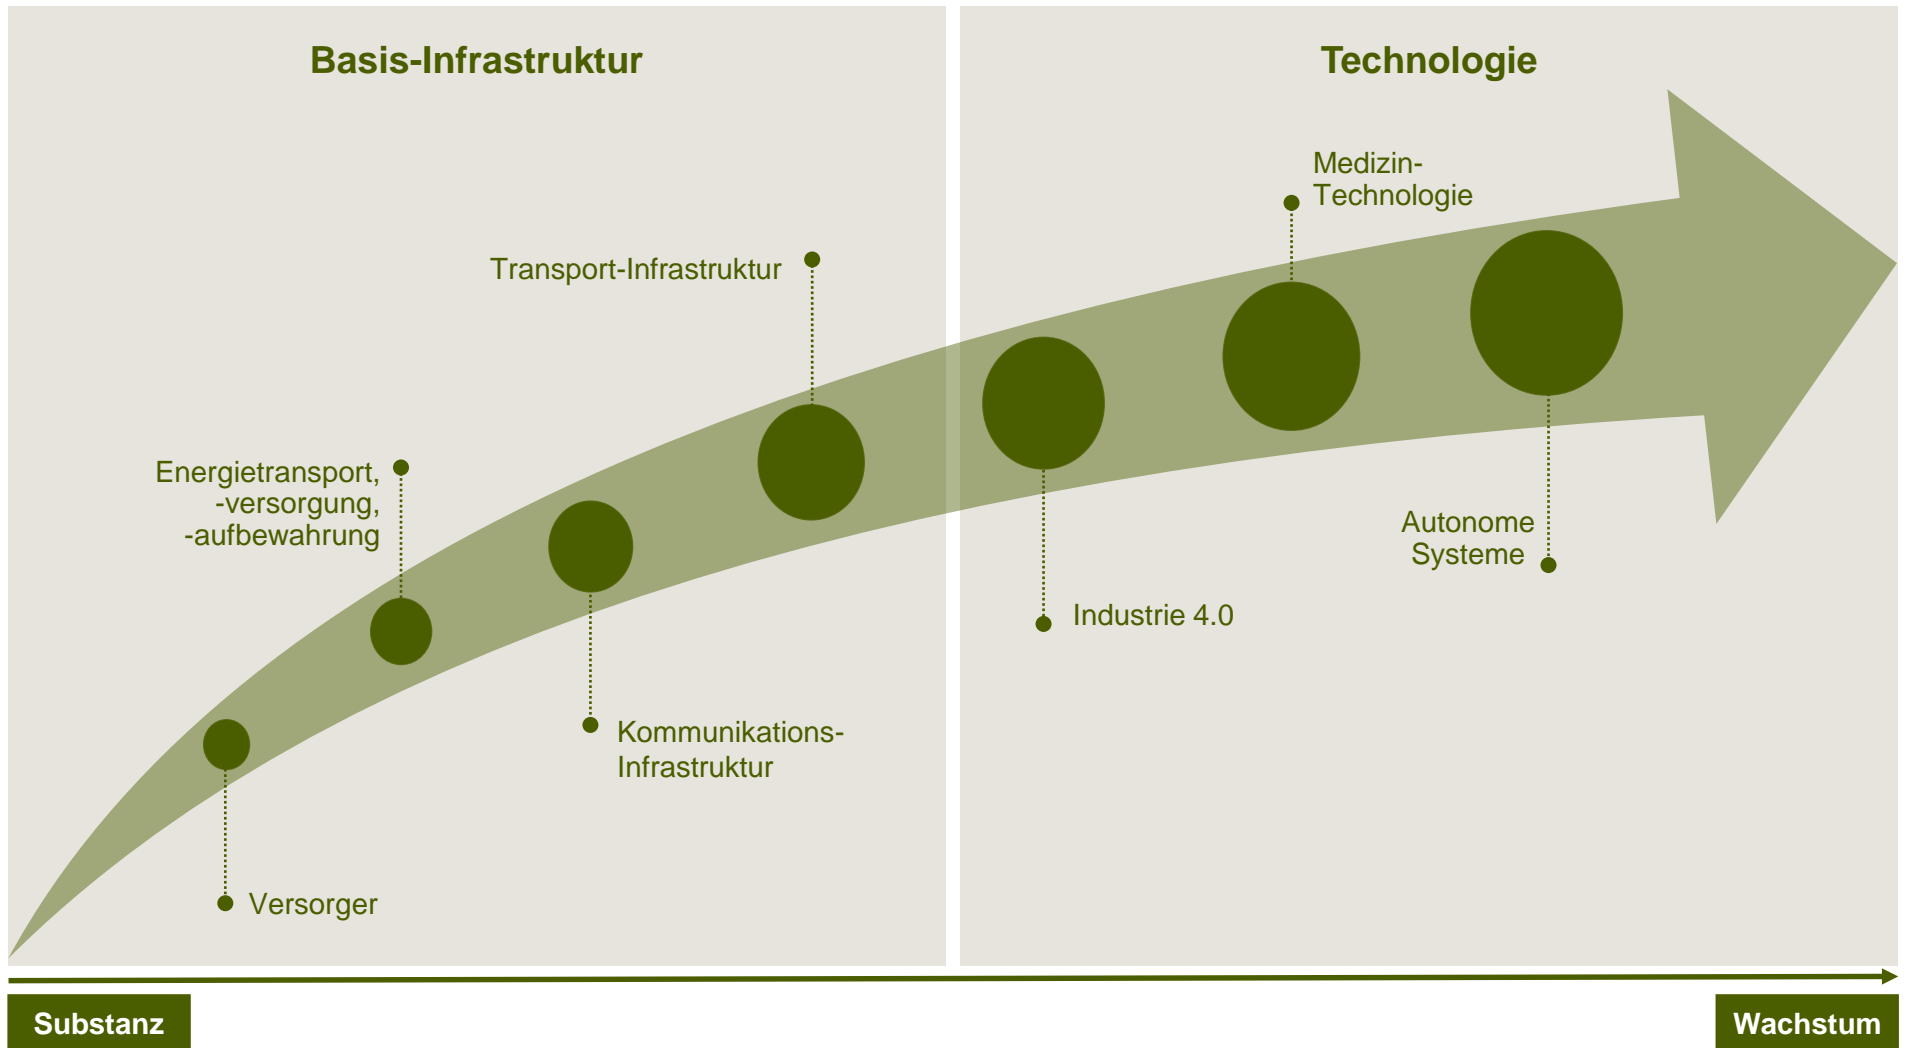 Basis-Infrastruktur
Technologie
Medizin-
Technologie
Transport-Infrastruktur
Energietransport,
-versorgung,
-aufbewahrung
Autonome
Systeme
Industrie 4.0
Kommunikations-
Infrastruktur
Versorger
Substanz
Wachstum